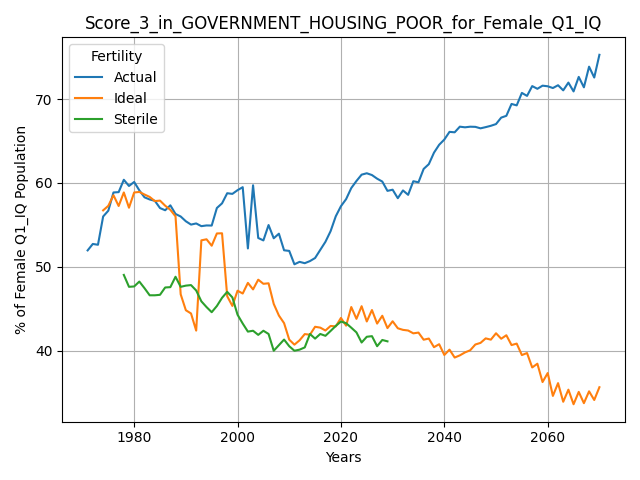 Score_3_in_GOVERNMENT_HOUSING_POOR_for_Female_Q1_IQ
Fertility
Actual
Ideal
Sterile
% of Female Q1_IQ Population
70
60
50
40
1980
2000
2020
2040
2060
Years